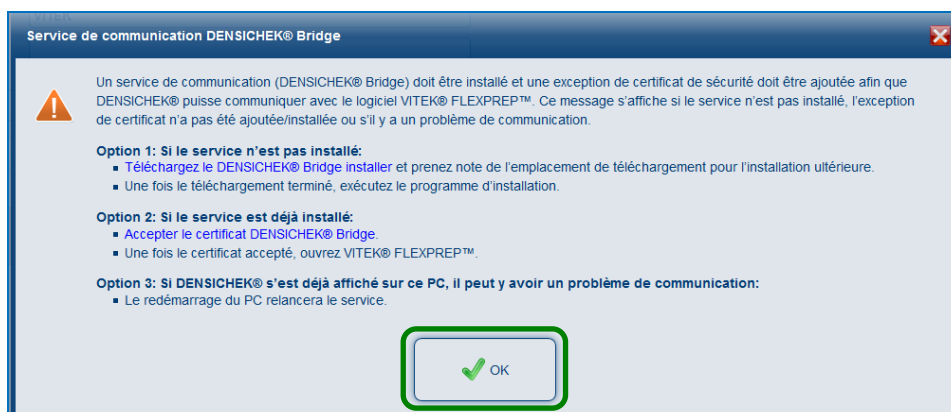 VITEK
Service de communication DENSICHEK® Bridge
Un service de communication (DENSICHEK® Bridge) doit être installé et une exception de certificat de sécurité doit être ajoutée afin que
DENSICHEK® puisse communiquer avec le logiciel VITEK® FLEXPREP™. Ce message s’affiche si le service n’est pas installé, l’exception
de certificat n’a pas été ajoutée/installée ou s’il y a un problème de communication.
Option 1: Si le service n’est pas installé:
▪ Téléchargez le DENSICHEK® Bridge installer et prenez note de l’emplacement de téléchargement pour l’installation ultérieure.
▪ Une fois le téléchargement terminé, exécutez le programme d’installation.
Option 2: Si le service est déjà installé:
▪ Accepter le certificat DENSICHEK® Bridge.
▪ Une fois le certificat accepté, ouvrez VITEK® FLEXPREP™.
Option 3: Si DENSICHEK® s’est déjà affiché sur ce PC, il peut y avoir un problème de communication:
▪ Le redémarrage du PC relancera le service.
OK